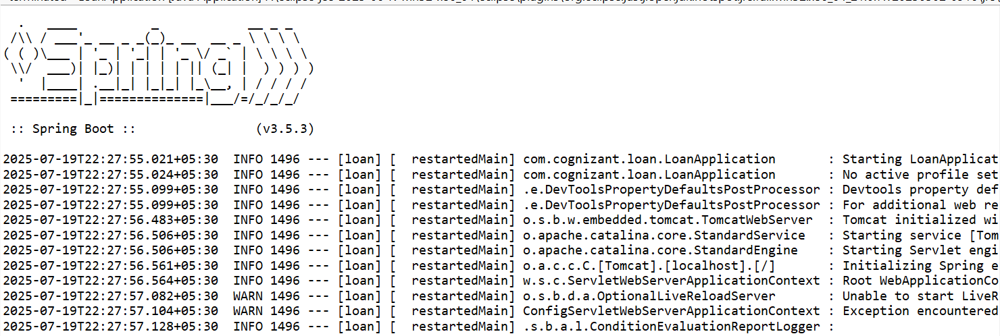 .   ____          _            __ _ _
 /\\ / ___'_ __ _ _(_)_ __  __ _ \ \ \ \
( ( )\___ | '_ | '_| | '_ \/ _` | \ \ \ \
 \\/  ___)| |_)| | | | | || (_| |  ) ) ) )
  '  |____| .__|_| |_|_| |_\__, | / / / /
 =========|_|==============|___/=/_/_/_/

 :: Spring Boot ::                (v3.5.3)

2025-07-19T22:27:55.021+05:30  INFO 1496 --- [loan] [  restartedMain] com.cognizant.loan.LoanApplication       : Starting LoanApplicat
2025-07-19T22:27:55.024+05:30  INFO 1496 --- [loan] [  restartedMain] com.cognizant.loan.LoanApplication       : No active profile set
2025-07-19T22:27:55.099+05:30  INFO 1496 --- [loan] [  restartedMain] .e.DevToolsPropertyDefaultsPostProcessor : Devtools property def
2025-07-19T22:27:55.099+05:30  INFO 1496 --- [loan] [  restartedMain] .e.DevToolsPropertyDefaultsPostProcessor : For additional web re
2025-07-19T22:27:56.483+05:30  INFO 1496 --- [loan] [  restartedMain] o.s.b.w.embedded.tomcat.TomcatWebServer  : Tomcat initialized wi
2025-07-19T22:27:56.506+05:30  INFO 1496 --- [loan] [  restartedMain] o.apache.catalina.core.StandardService   : Starting service [Tom
2025-07-19T22:27:56.506+05:30  INFO 1496 --- [loan] [  restartedMain] o.apache.catalina.core.StandardEngine    : Starting Servlet engi
2025-07-19T22:27:56.561+05:30  INFO 1496 --- [loan] [  restartedMain] o.a.c.c.C.[Tomcat].[localhost].[/]       : Initializing Spring e
2025-07-19T22:27:56.564+05:30  INFO 1496 --- [loan] [  restartedMain] w.s.c.ServletWebServerApplicationContext : Root WebApplicationCo
2025-07-19T22:27:57.082+05:30  WARN 1496 --- [loan] [  restartedMain] o.s.b.d.a.OptionalLiveReloadServer       : Unable to start LiveR
2025-07-19T22:27:57.104+05:30  WARN 1496 --- [loan] [  restartedMain] ConfigServletWebServerApplicationContext : Exception encountered
2025-07-19T22:27:57.128+05:30  INFO 1496 --- [loan] [  restartedMain] .s.b.a.l.ConditionEvaluationReportLogger :